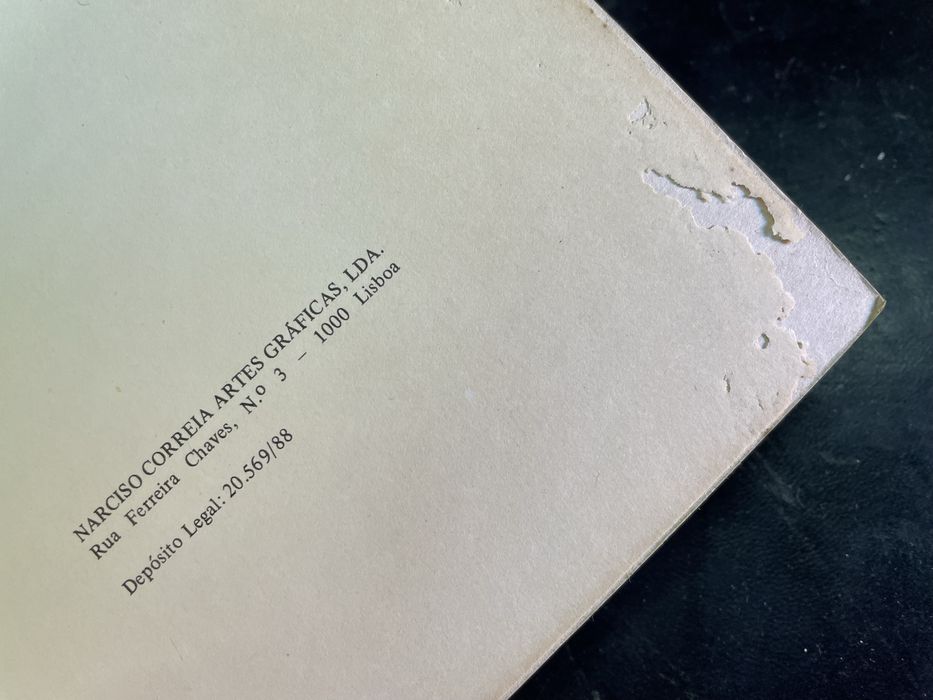 NARCISO CORREIA ARTES GRÁFICAS, LDA.
Rua Ferreira Chaves, N.º 3 – 1000 Lisboa
Depósito Legal: 20.569/88